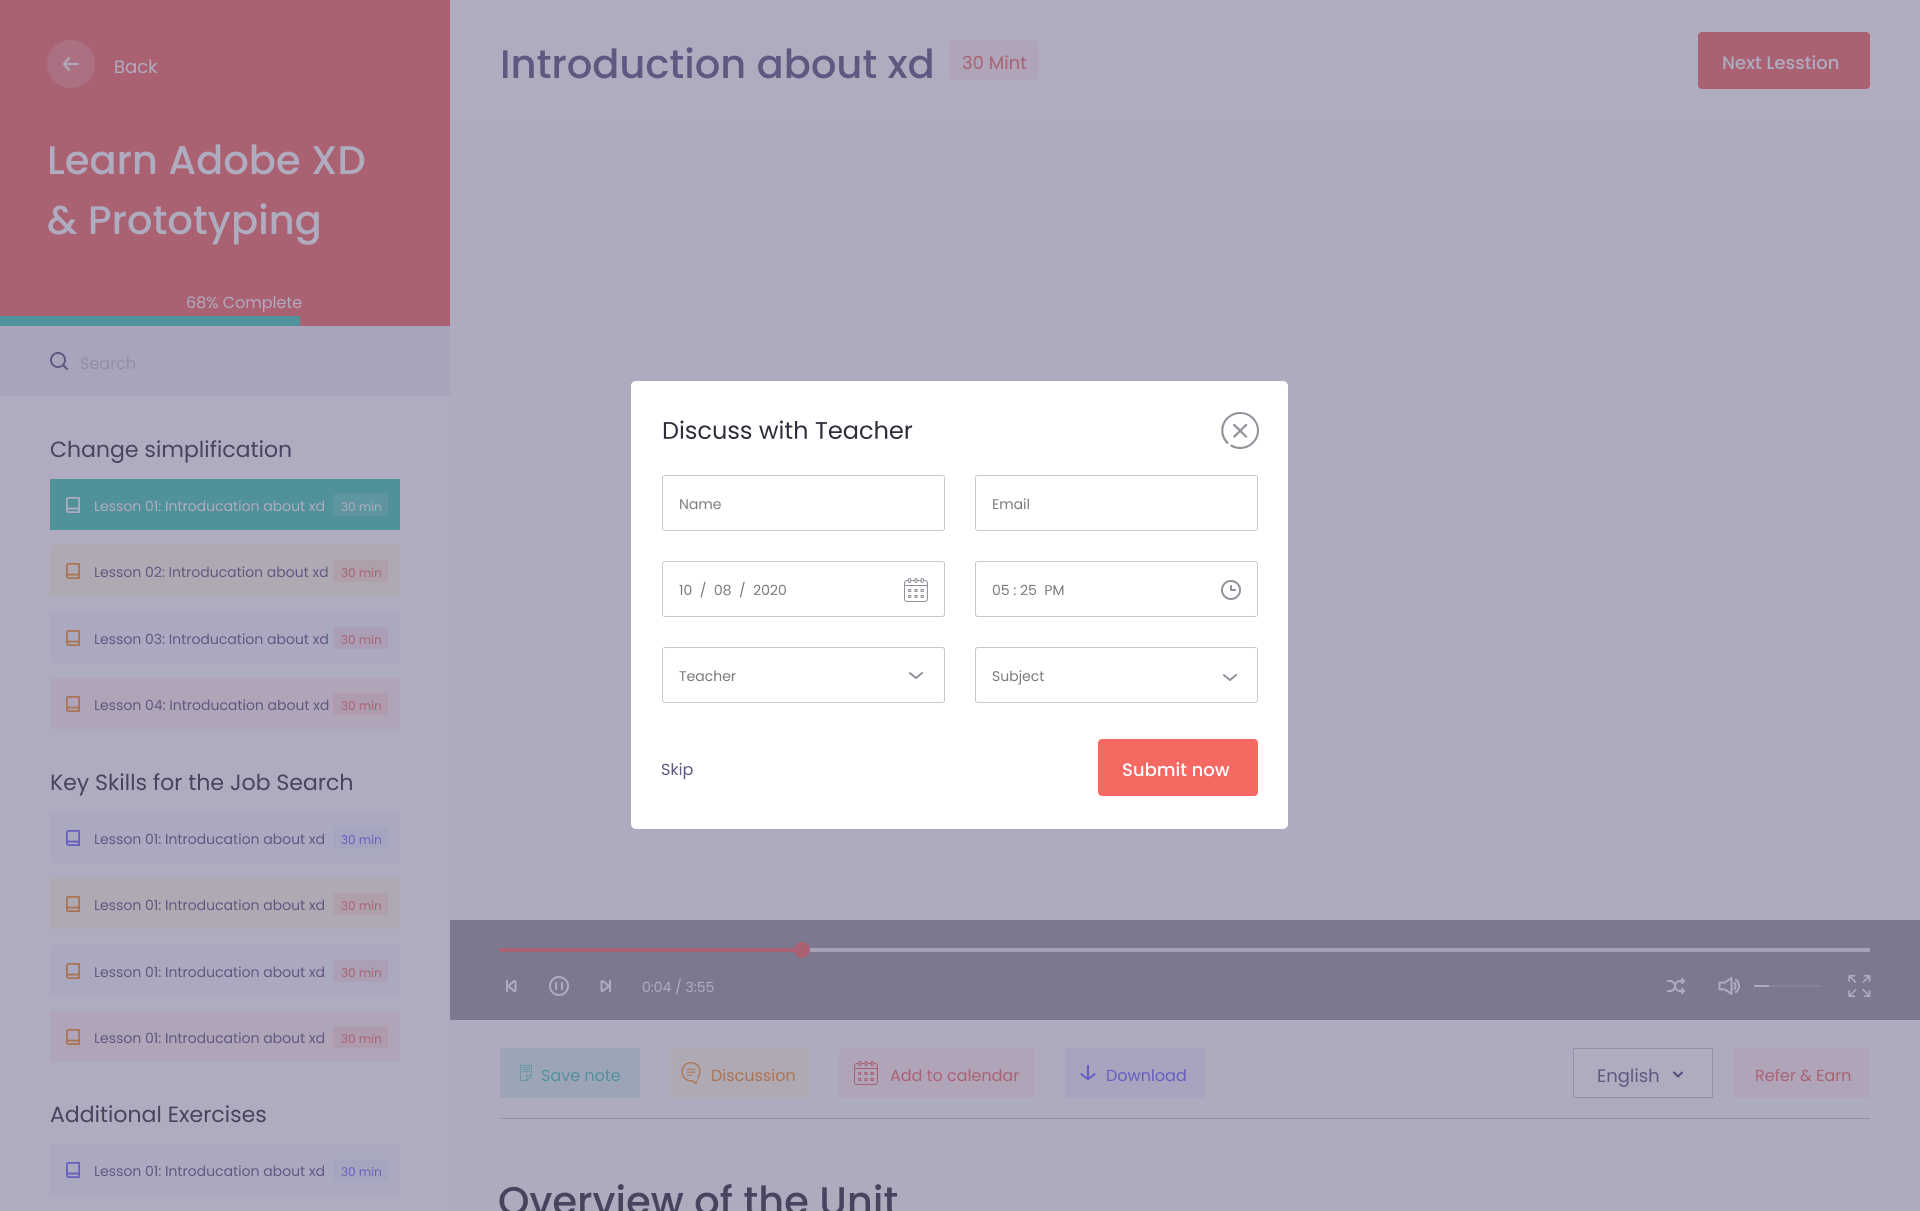 Back
Learn Adobe XD
& Prototyping
68% Complete
Search
Change simplification
Lesson 01: Introducation about xd 30 min
Lesson 02: Introducation about xd 30 min
Lesson 03: Introducation about xd 30 min
Lesson 04: Introducation about xd 30 min
Key Skills for the Job Search
Lesson 01: Introducation about xd 30 min
Lesson 01: Introducation about xd 30 min
Lesson 01: Introducation about xd 30 min
Lesson 01: Introducation about xd 30 min
Additional Exercises
Lesson 01: Introducation about xd 30 min
Introduction about xd 30 Mint
Next Lesstion
Discuss with Teacher
Name
Email
10 / 08 / 2020
05 : 25 PM
Teacher
Subject
Skip
Submit now
0:04 / 3:55
Save note
Discussion
Add to calendar
Download
English
Refer & Earn
Overview of the Unit